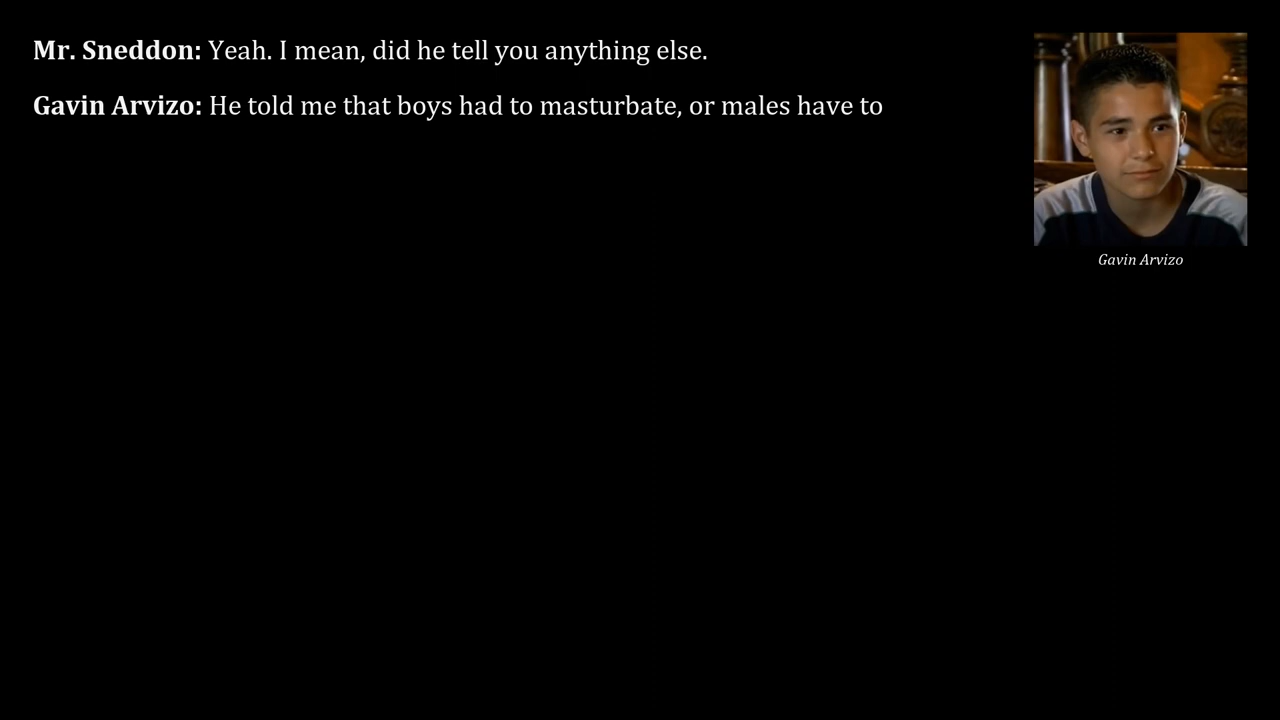 Mr. Sneddon: Yeah. I mean, did he tell you anything else.
Gavin Arvizo: He told me that boys had to masturbate, or males have to
Gavin Arvizo